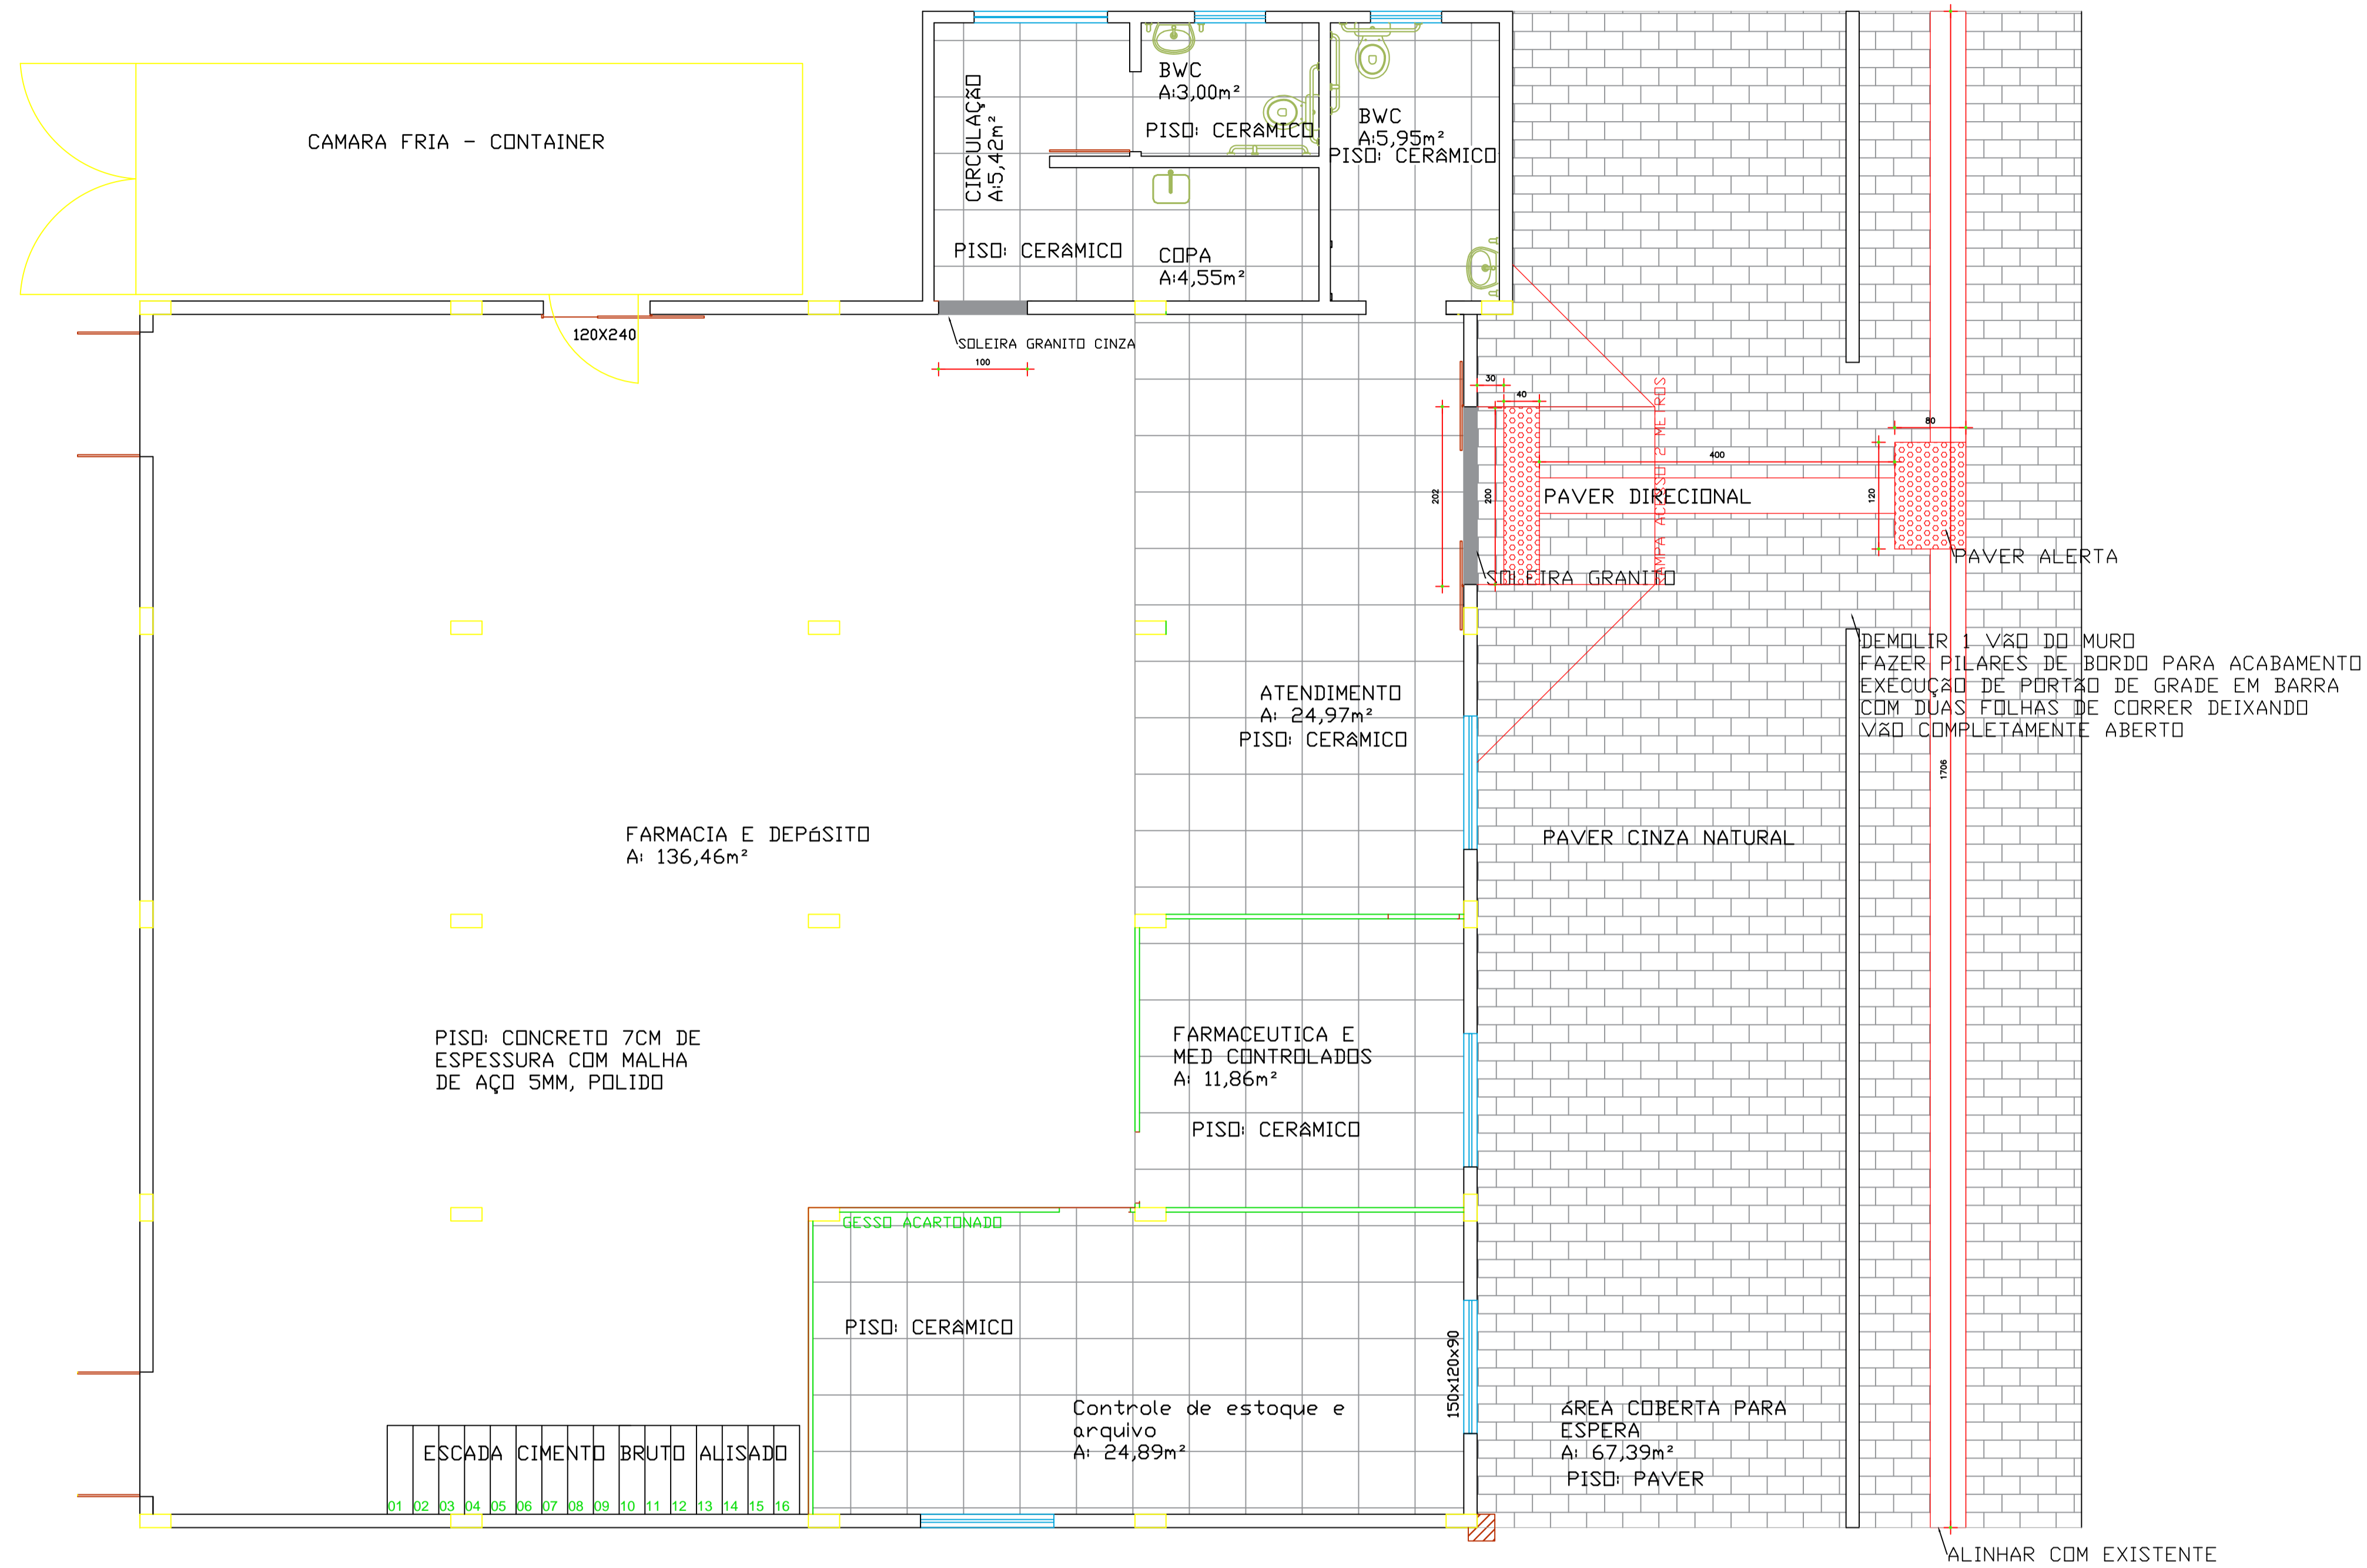 CAMARA FRIA - CONTAINER
CIRCULAÇÃO
A:5,42m²
BWC
A:3,00m²
PISO: CERÂMICO
BWC
A:5,95m²
PISO: CERÂMICO
PISO: CERÂMICO
COPA
A:4,55m²
120X240
SOLEIRA GRANITO CINZA
100
30
40
80
400
202
200
120
RAMPA ACESSO 2 METROS
PAVER DIRECIONAL
PAVER ALERTA
SOLEIRA GRANITO
DEMOLIR 1 VÃO DO MURO
FAZER PILARES DE BORDO PARA ACABAMENTO
EXECUÇÃO DE PORTÃO DE GRADE EM BARRA
COM DUAS FOLHAS DE CORRER DEIXANDO
VÃO COMPLETAMENTE ABERTO
1706
ATENDIMENTO
A: 24,97m²
PISO: CERÂMICO
FARMACIA E DEPóSITO
A: 136,46m²
PAVER CINZA NATURAL
PISO: CONCRETO 7CM DE
ESPESSURA COM MALHA
DE AÇO 5MM, POLIDO
FARMACEUTICA E
MED CONTROLADOS
A: 11,86m²
PISO: CERÂMICO
GESSO ACARTONADO
PISO: CERÂMICO
150x120x90
Controle de estoque e
arquivo
A: 24,89m²
áREA COBERTA PARA
ESPERA
A: 67,39m²
PISO: PAVER
ESCADA CIMENTO BRUTO ALISADO
01 02 03 04 05 06 07 08 09 10 11 12 13 14 15 16
ALINHAR COM EXISTENTE